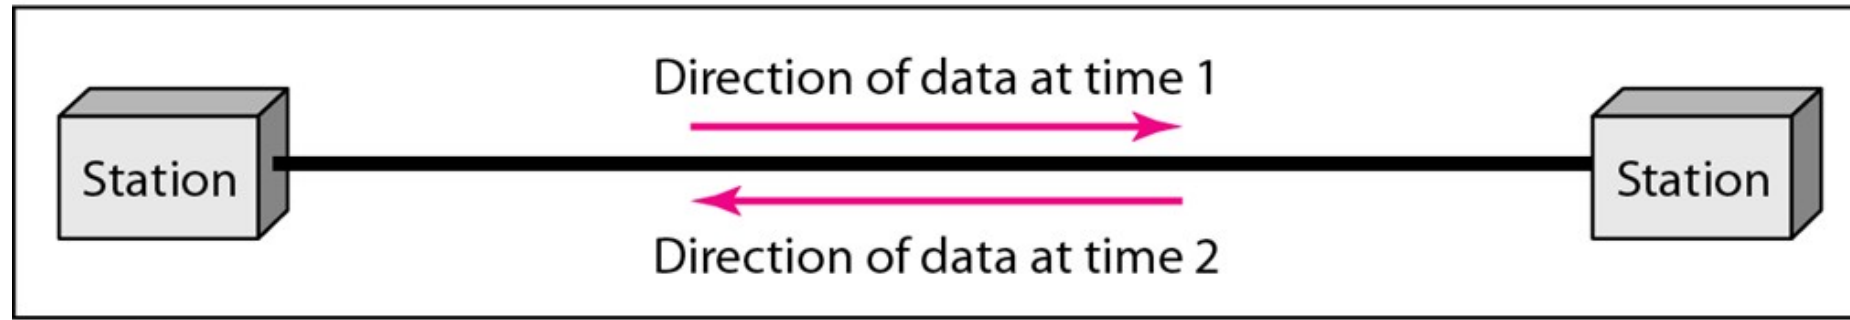 Direction of data at time 1
Station
Station
Direction of data at time 2